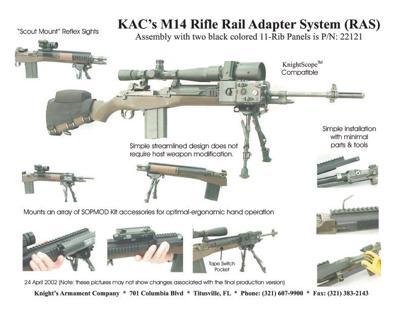 KAC's M14 Rifle Rail Adapter System (RAS)
Assembly with two black colored 11-Rib Panels is P/N: 22121
"Scout Mount" Reflex Sights
KnightScope™
Compatible
Simple streamlined design does not
require host weapon modification.
Simple Installation
with minimal
parts & tools
Mounts an array of SOPMOD Kit accessories for optimal-ergonomic hand operation
Tape Switch
Pocket
24 April 2002 (Note: these pictures may not show changes associated with the final production version)
Knight's Armament Company * 701 Columbia Blvd * Titusville, FL * Phone: (321) 607-9900 * Fax: (321) 383-2143